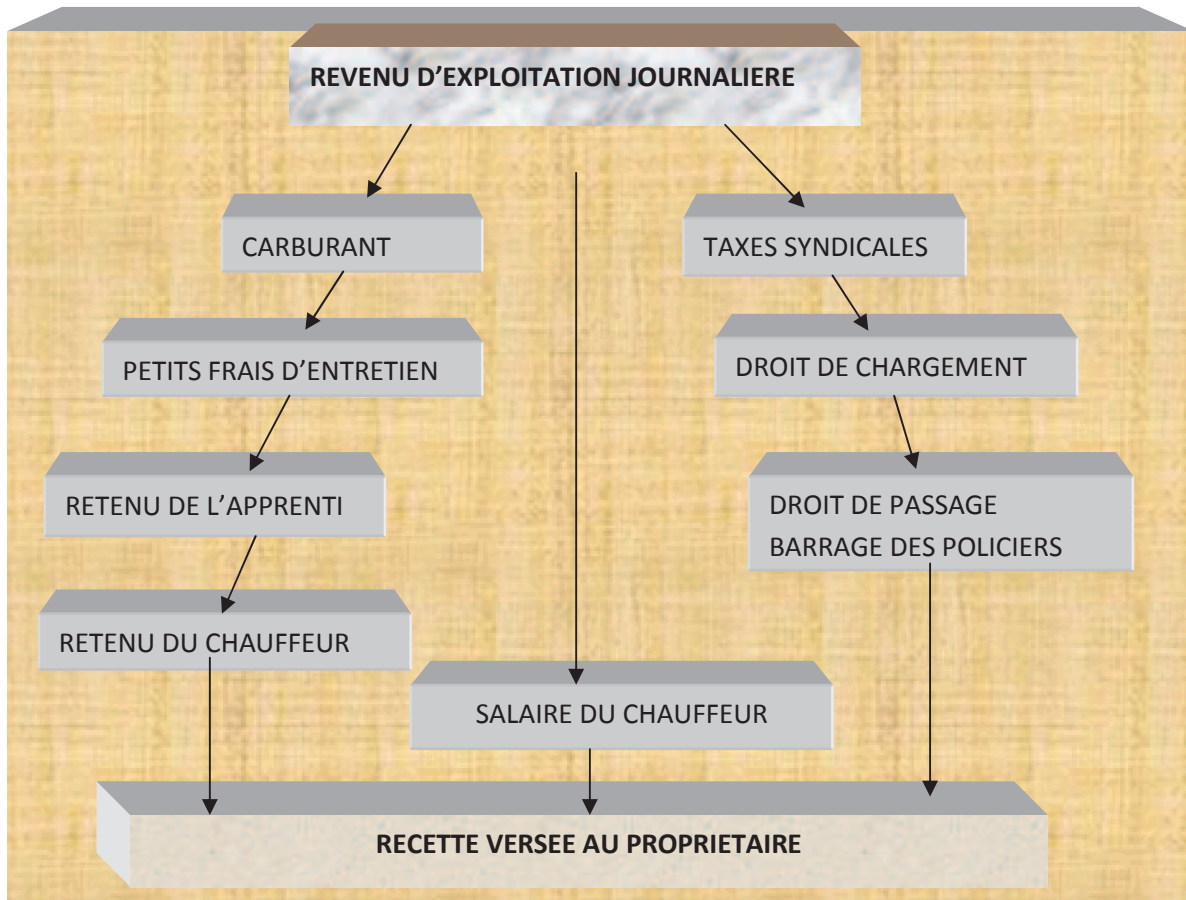 REVENU D’EXPLOITATION JOURNALIERE
CARBURANT
TAXES SYNDICALES
PETITS FRAIS D’ENTRETIEN
DROIT DE CHARGEMENT
RETENU DE L’APPRENTI
DROIT DE PASSAGE
BARRAGE DES POLICIERS
RETENU DU CHAUFFEUR
SALAIRE DU CHAUFFEUR
RECETTE VERSEE AU PROPRIETAIRE